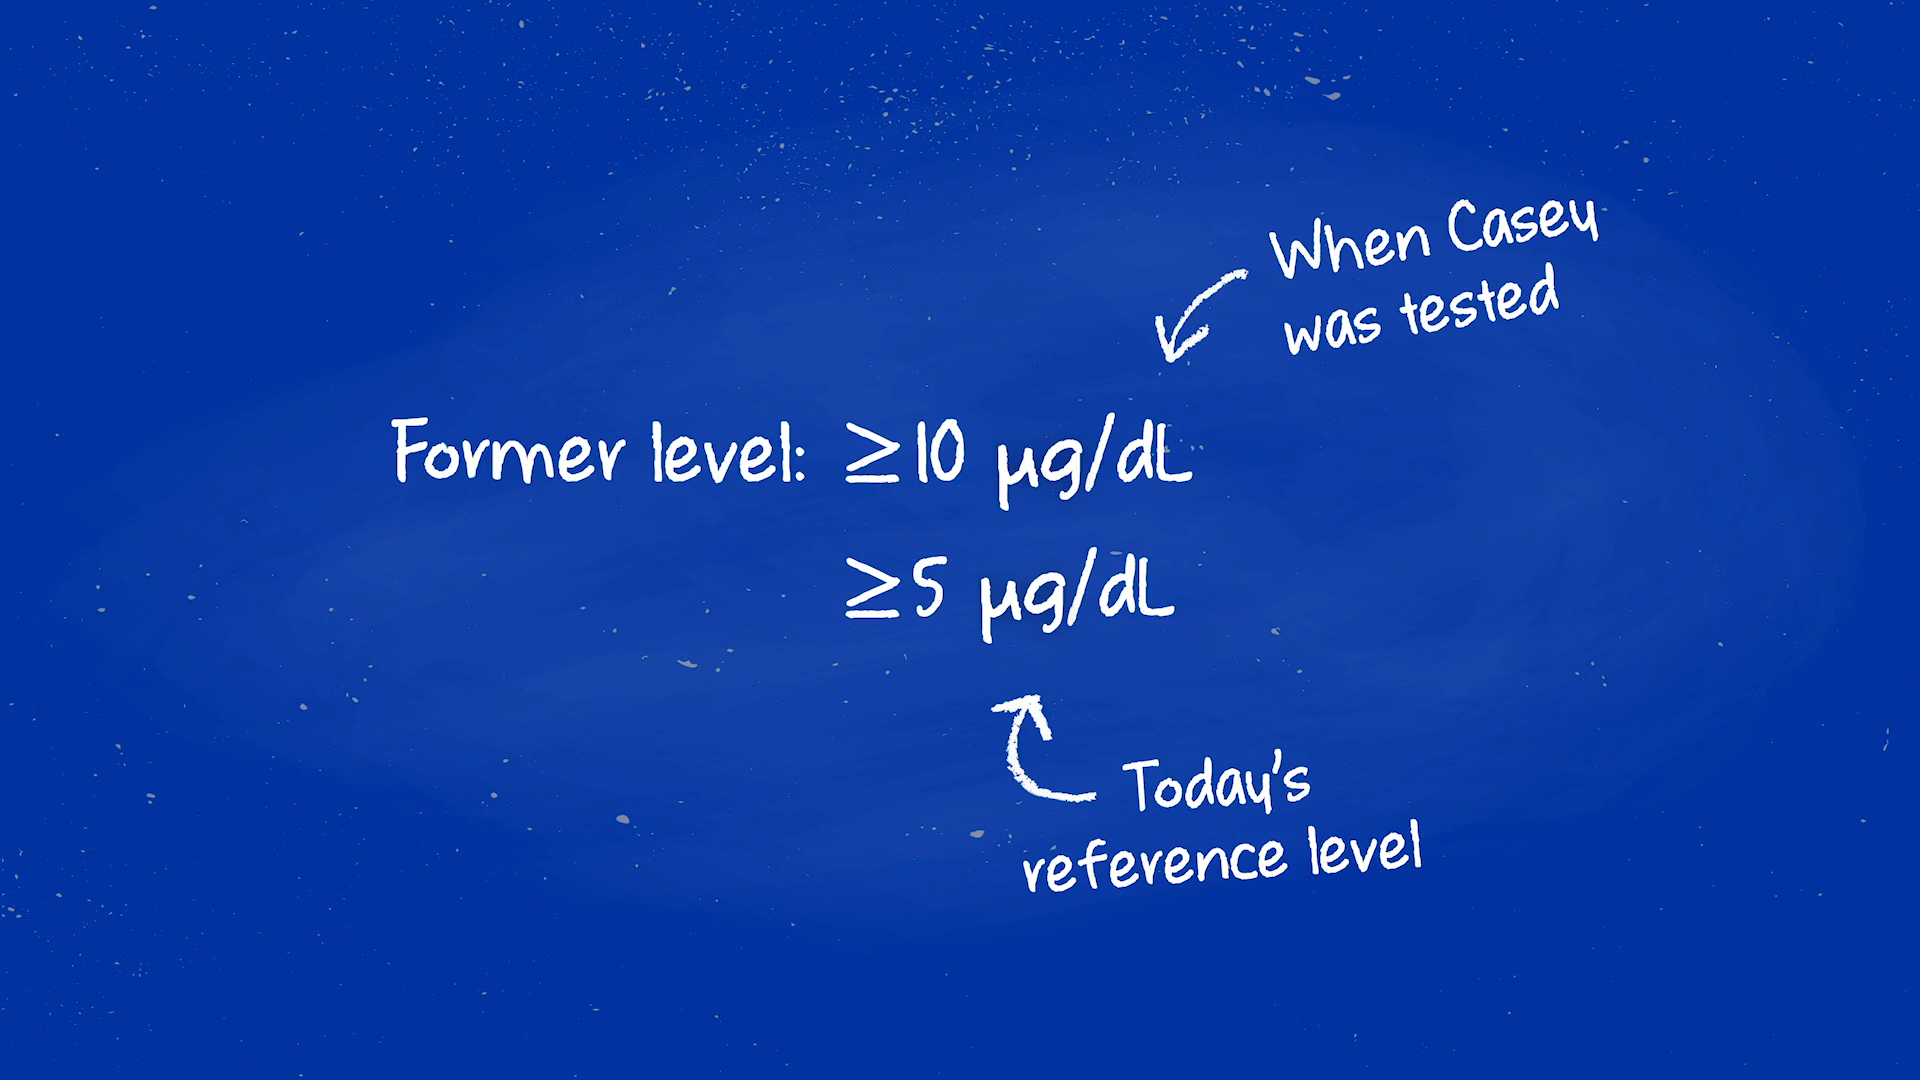 When Casey
was tested
Former level: ≥10 µg/dL
≥5 µg/dL
Today's
reference level